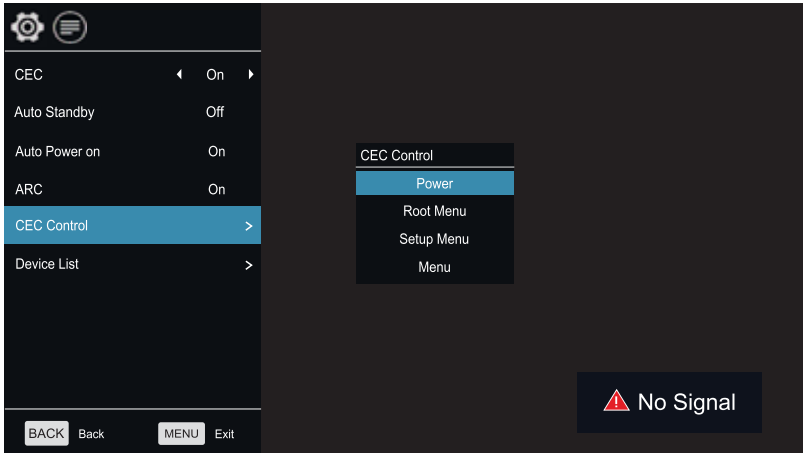 CEC On
Auto Standby Off
Auto Power on On
ARC On
CEC Control >
Device List >
BACK Back MENU Exit
CEC Control
Power
Root Menu
Setup Menu
Menu
No Signal